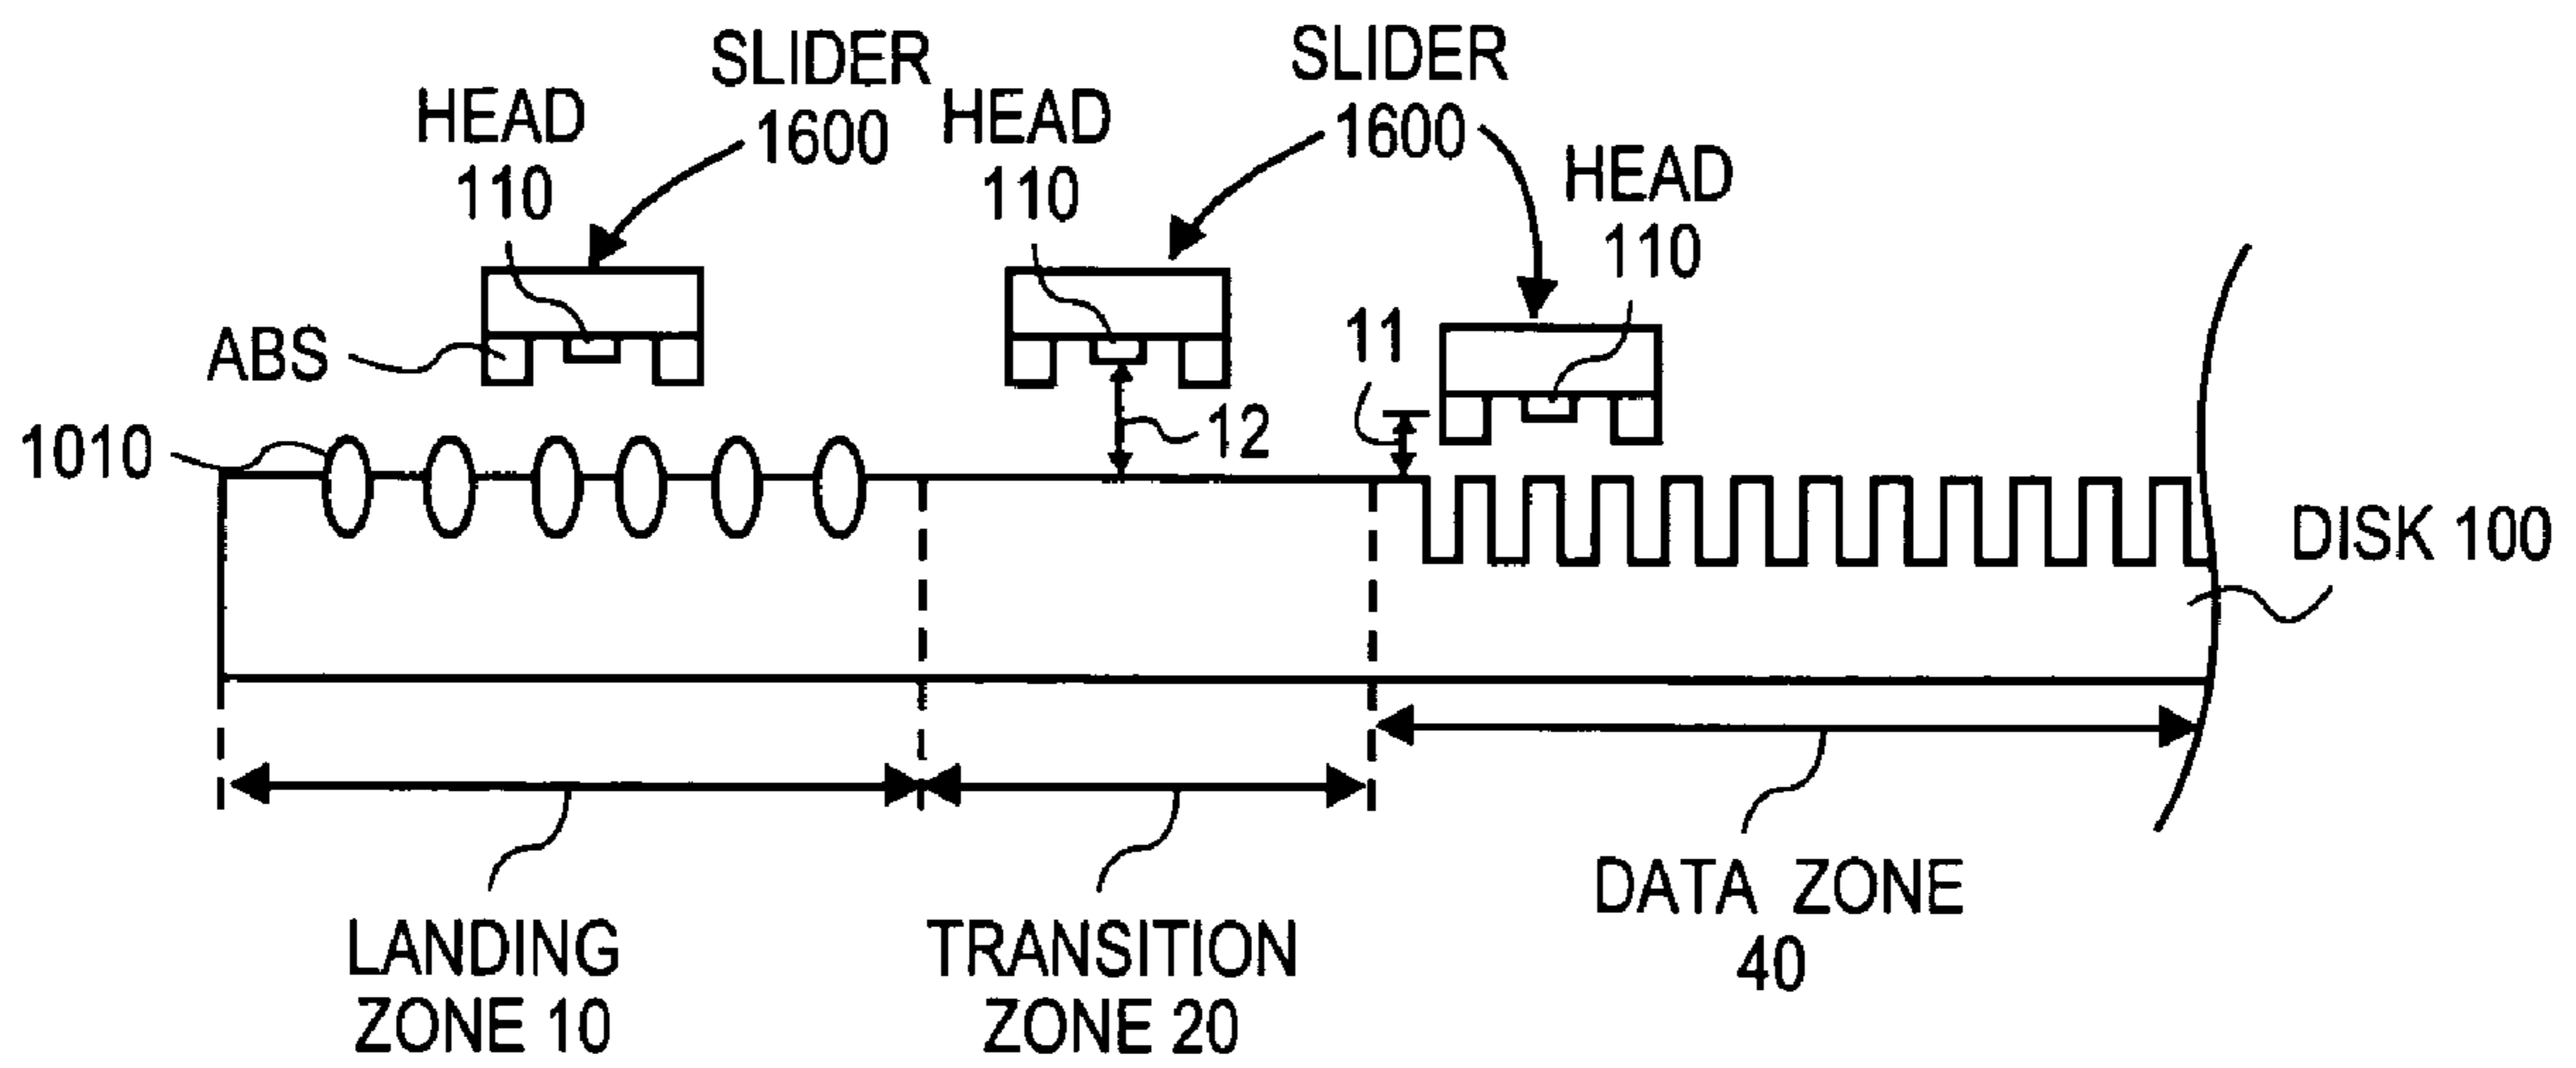 SLIDER
1600
SLIDER
1600
HEAD
110
HEAD
110
HEAD
110
ABS
11
12
1010
DISK 100
DATA ZONE
40
LANDING
ZONE 10
TRANSITION
ZONE 20